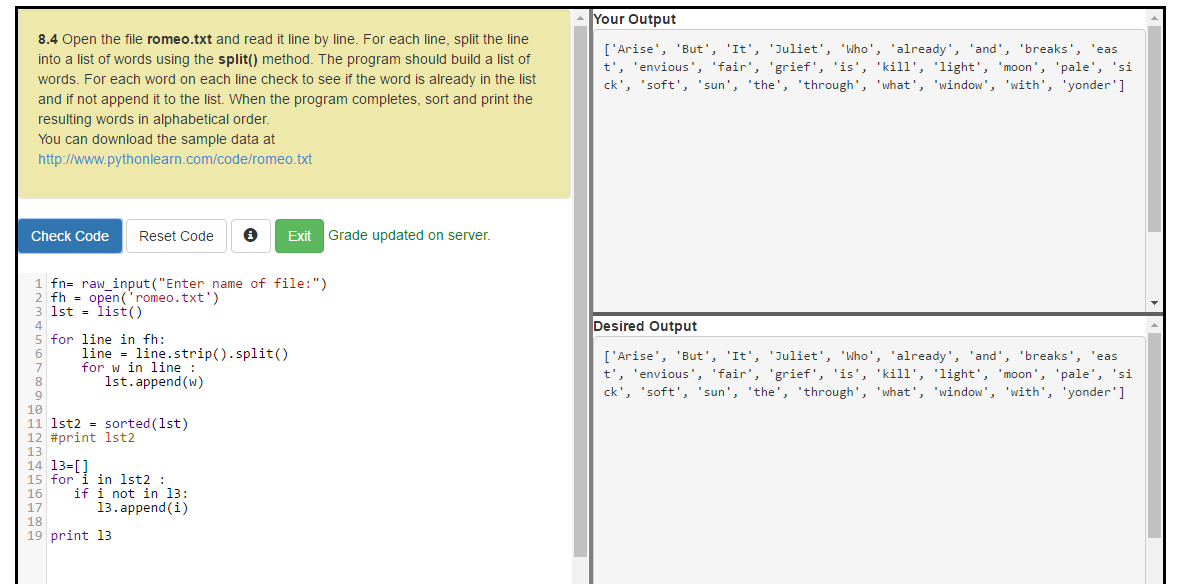 8.4 Open the file romeo.txt and read it line by line. For each line, split the line
into a list of words using the split() method. The program should build a list of
words. For each word on each line check to see if the word is already in the list
and if not append it to the list. When the program completes, sort and print the
resulting words in alphabetical order.
You can download the sample data at
http://www.pythonlearn.com/code/romeo.txt
Check Code
Reset Code
Exit
Grade updated on server.
1 fn= raw_input("Enter name of file:")
2 fh = open('romeo.txt')
3 lst = list()
4
5 for line in fh:
6     line = line.strip().split()
7     for w in line :
8        lst.append(w)
9
10
11 lst2 = sorted(lst)
12 #print lst2
13
14 l3=[]
15 for i in lst2 :
16    if i not in l3:
17       l3.append(i)
18
19 print l3
Your Output
['Arise', 'But', 'It', 'Juliet', 'Who', 'already', 'and', 'breaks', 'eas
t', 'envious', 'fair', 'grief', 'is', 'kill', 'light', 'moon', 'pale', 'si
ck', 'soft', 'sun', 'the', 'through', 'what', 'window', 'with', 'yonder']
Desired Output
['Arise', 'But', 'It', 'Juliet', 'Who', 'already', 'and', 'breaks', 'eas
t', 'envious', 'fair', 'grief', 'is', 'kill', 'light', 'moon', 'pale', 'si
ck', 'soft', 'sun', 'the', 'through', 'what', 'window', 'with', 'yonder']